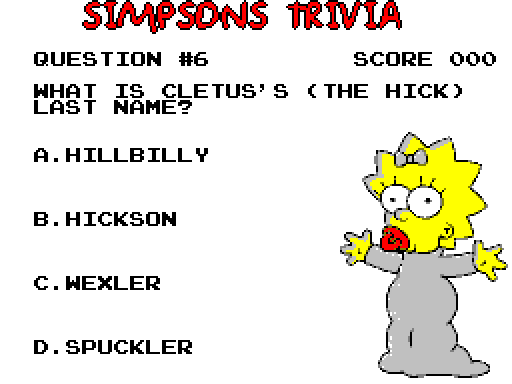 SIMPSONS TRIVIA
QUESTION #6 SCORE 000
WHAT IS CLETUS'S (THE HICK)
LAST NAME?
A.HILLBILLY
B.HICKSON
C.WEXLER
D.SPUCKLER